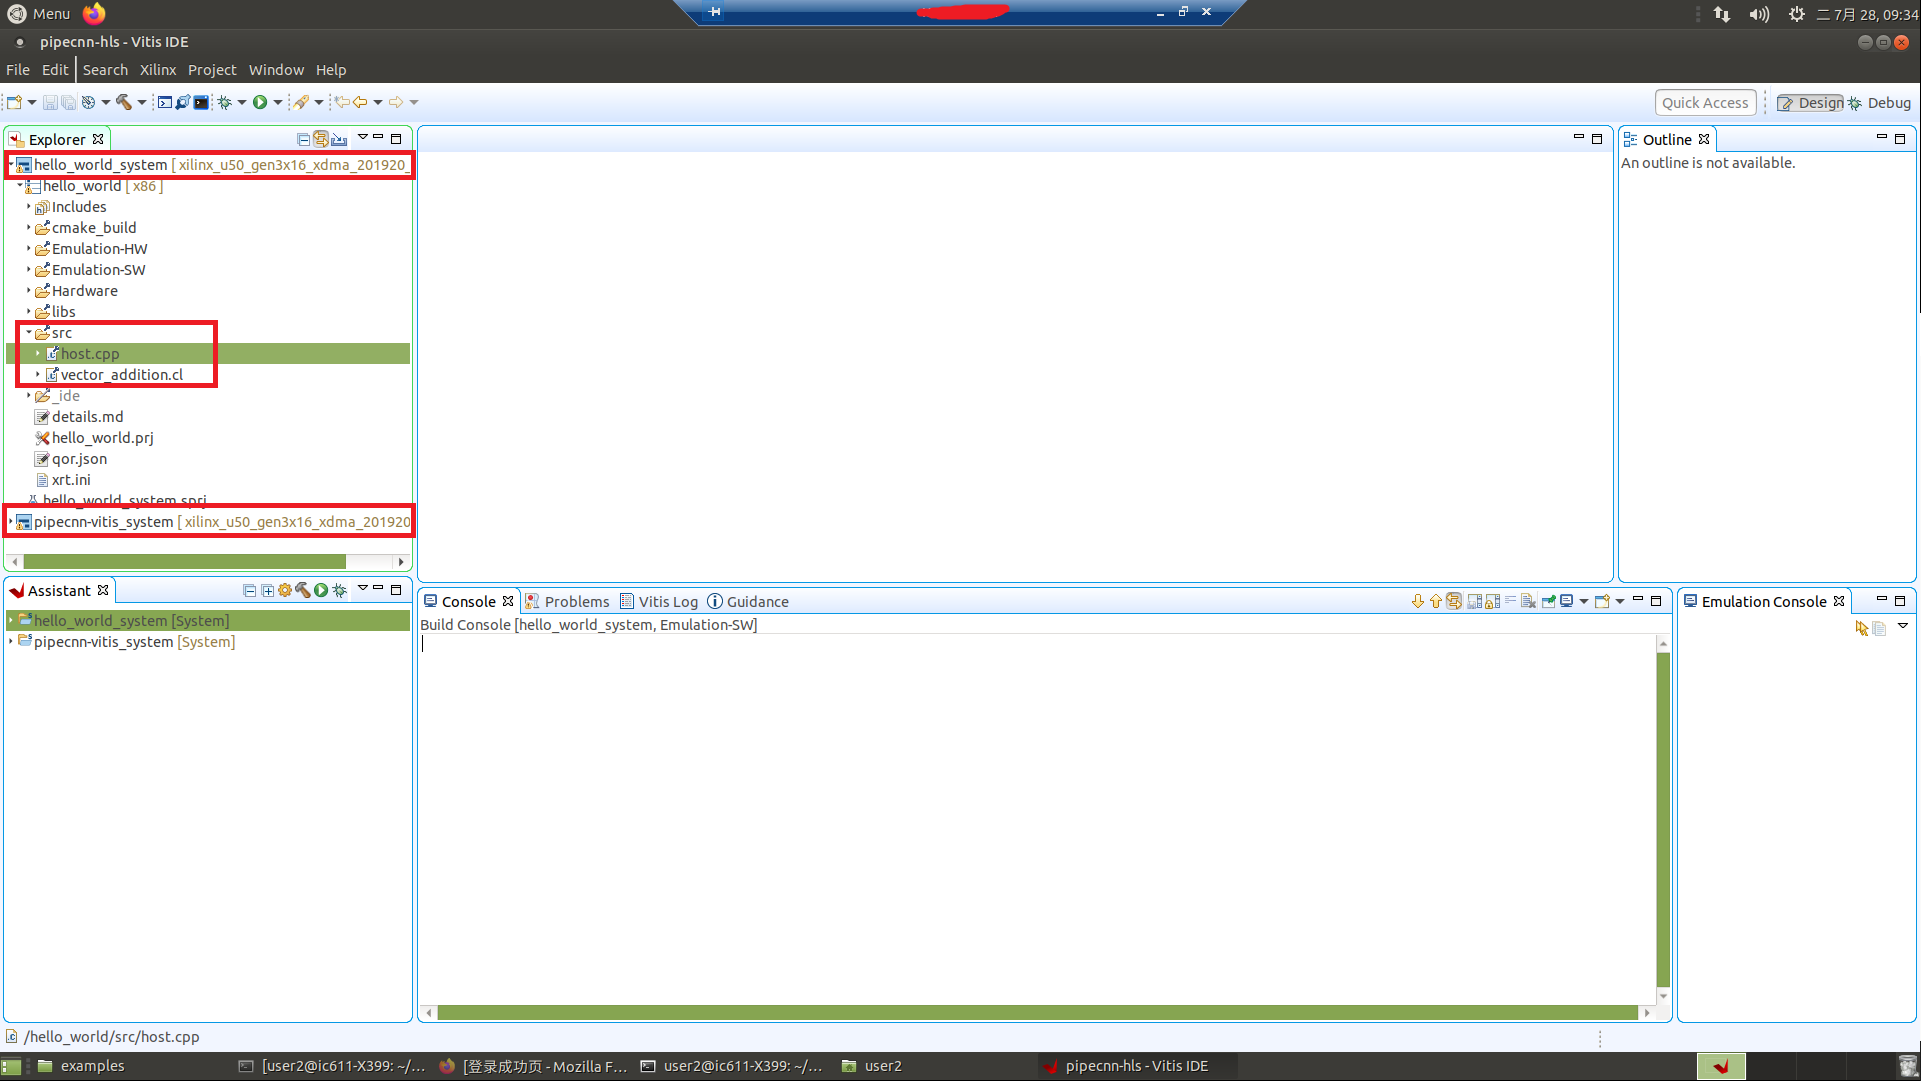 Menu
二 7月 28, 09:34
pipecnn-hls - Vitis IDE
File Edit Search Xilinx Project Window Help
Quick Access Design Debug
Explorer
hello_world_system [ xilinx_u50_gen3x16_xdma_201920_
hello_world [ x86 ]
Includes
cmake_build
Emulation-HW
Emulation-SW
Hardware
libs
src
host.cpp
vector_addition.cl
_ide
details.md
hello_world.prj
qor.json
xrt.ini
hello_world_system.sprj
pipecnn-vitis_system [ xilinx_u50_gen3x16_xdma_201920
Outline
An outline is not available.
Assistant
hello_world_system [System]
pipecnn-vitis_system [System]
Console Problems Vitis Log Guidance
Build Console [hello_world_system, Emulation-SW]
Emulation Console
/hello_world/src/host.cpp
examples [user2@ic611-X399: ~/... [登录成功页 - Mozilla F... user2@ic611-X399: ~/... user2 pipecnn-hls - Vitis IDE